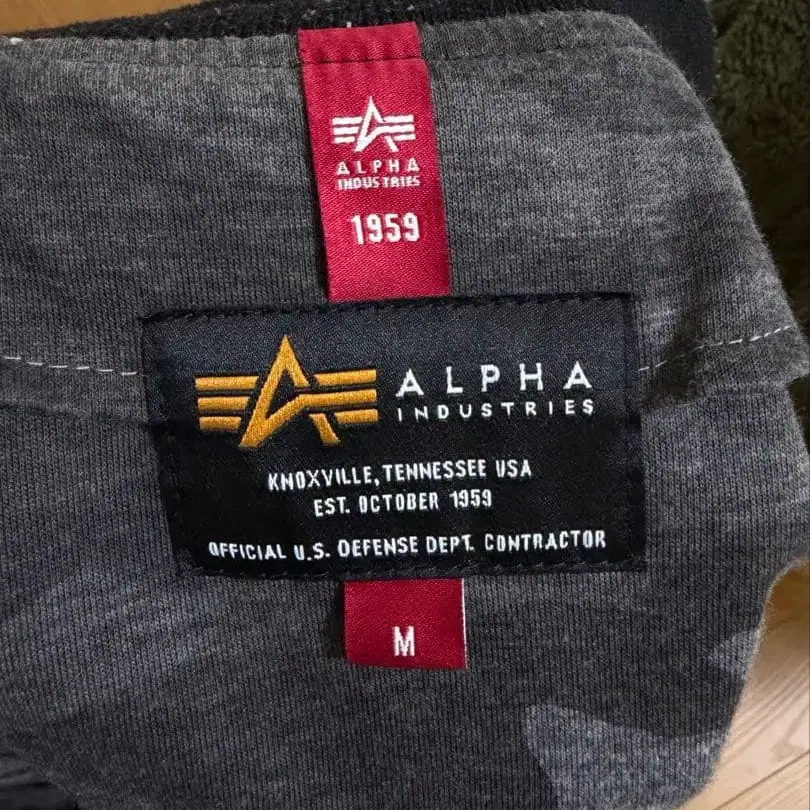 ALPHA
INDUSTRIES
1959
ALPHA
INDUSTRIES
KNOXVILLE, TENNESSEE USA
EST. OCTOBER 1959
OFFICIAL U.S. DEFENSE DEPT. CONTRACTOR
M